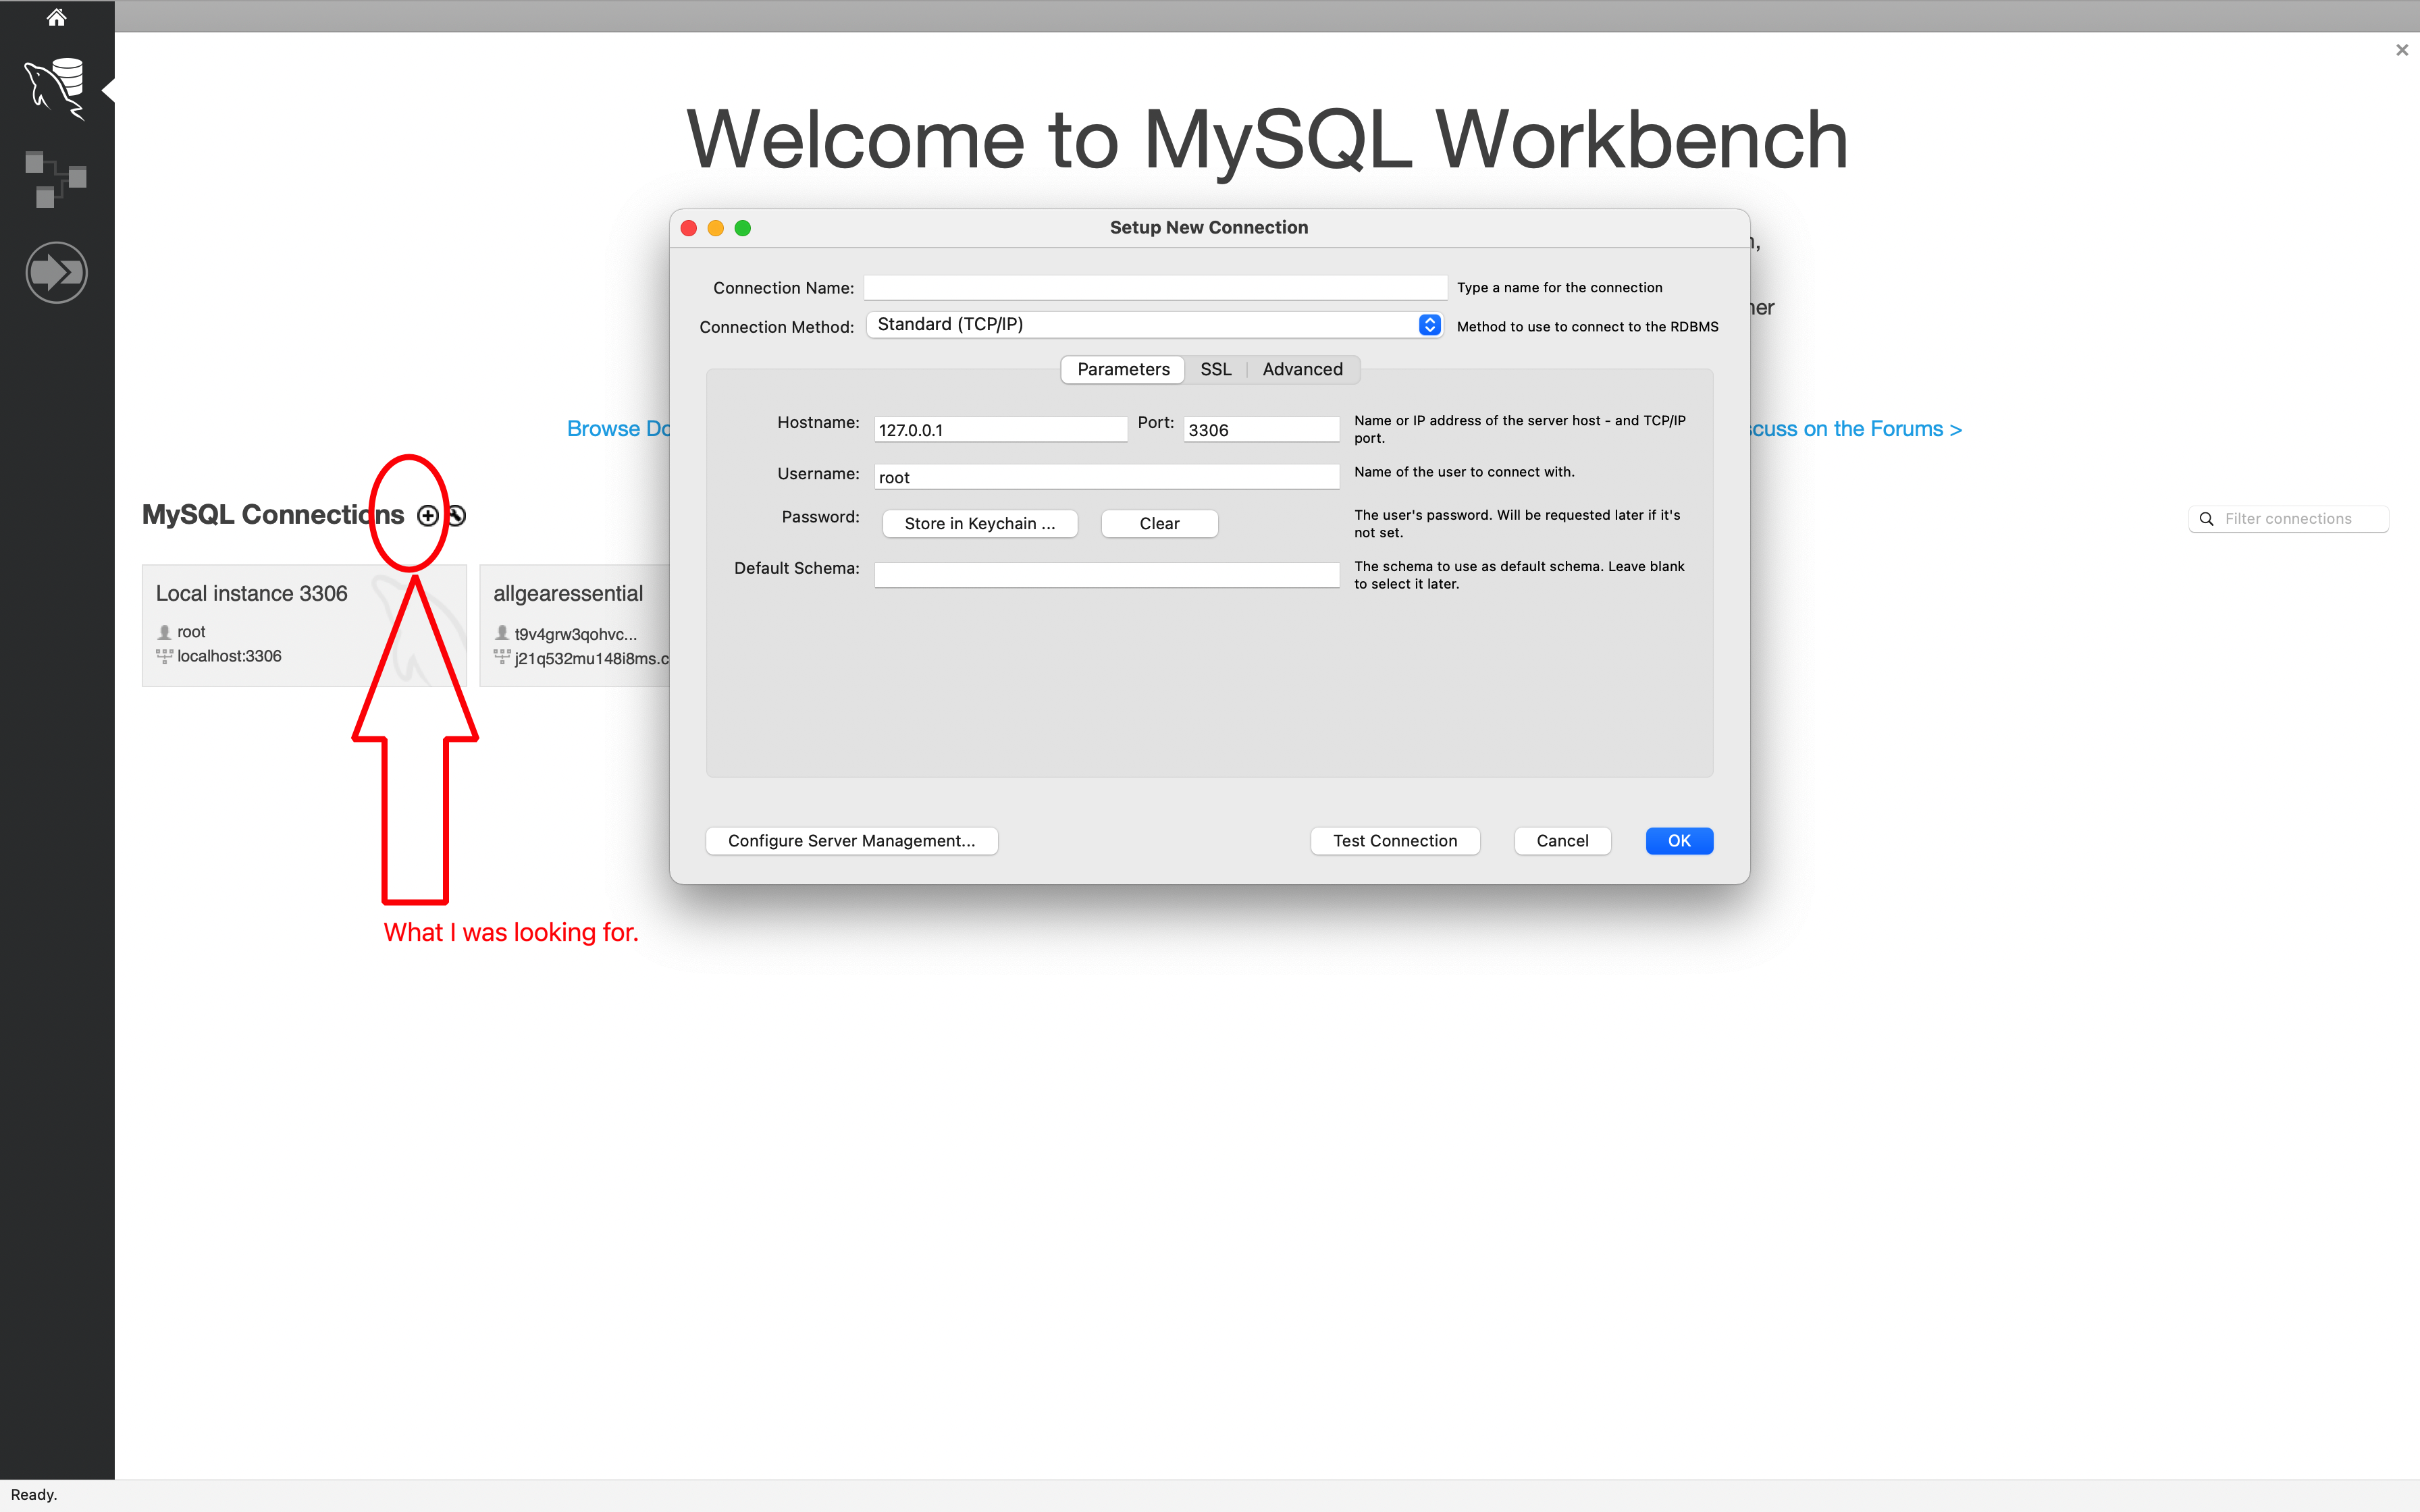 Welcome to MySQL Workbench
Setup New Connection
Connection Name:
Type a name for the connection
Connection Method:
Standard (TCP/IP)
Method to use to connect to the RDBMS
Parameters
SSL
Advanced
Hostname:
127.0.0.1
Port:
3306
Name or IP address of the server host - and TCP/IP
port.
Username:
root
Name of the user to connect with.
Password:
Store in Keychain ...
Clear
The user's password. Will be requested later if it's
not set.
Default Schema:
The schema to use as default schema. Leave blank
to select it later.
Configure Server Management...
Test Connection
Cancel
OK
Browse
on the Forums >
MySQL Connections
Filter connections
Local instance 3306
root
localhost:3306
allgearessential
t9v4grw3qohvc...
j21q532mu148i8ms.c
What I was looking for.
Ready.